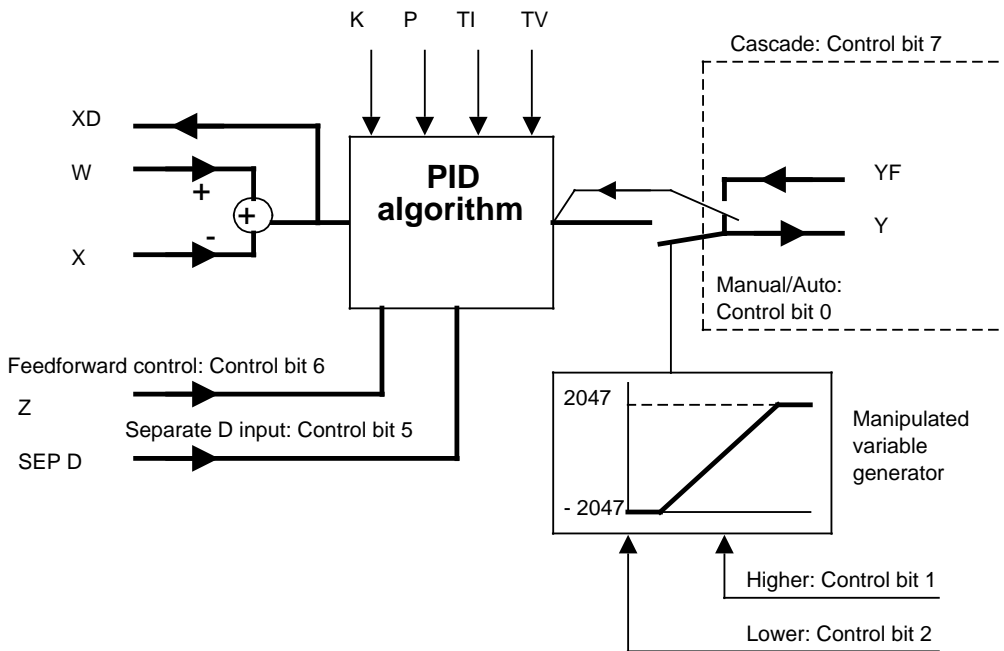 K P TI TV
Cascade: Control bit 7
XD
W
+
PID
algorithm
YF
+
-
X
Y
Manual/Auto:
Control bit 0
Feedforward control: Control bit 6
Z
Separate D input: Control bit 5
SEP D
2047
- 2047
Manipulated
variable
generator
Higher: Control bit 1
Lower: Control bit 2